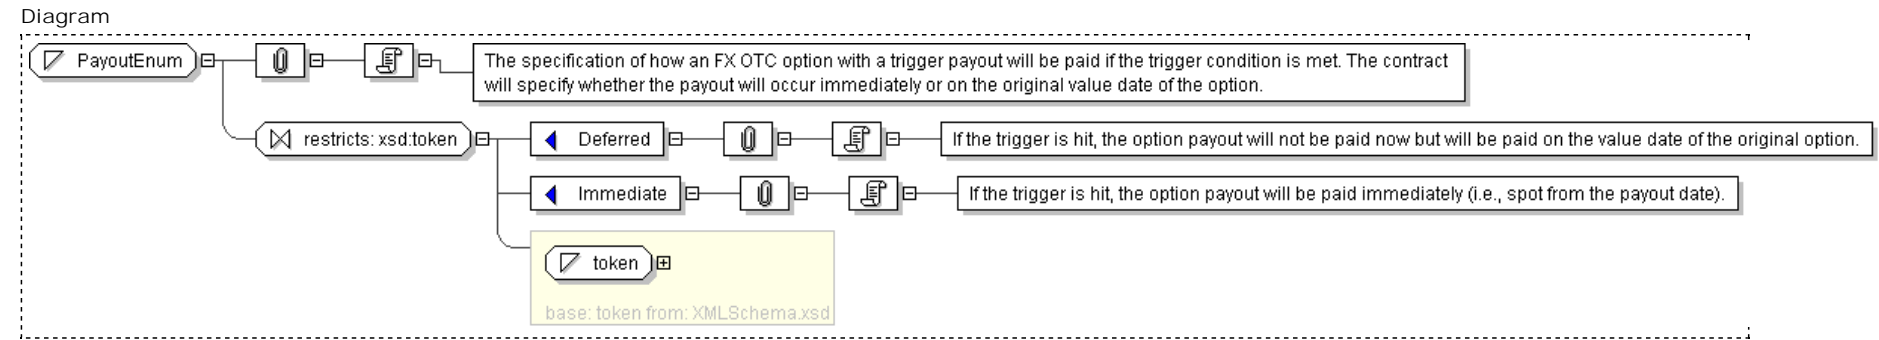 Diagram
PayoutEnum
The specification of how an FX OTC option with a trigger payout will be paid if the trigger condition is met. The contract
will specify whether the payout will occur immediately or on the original value date of the option.
restricts: xsd:token
Deferred
If the trigger is hit, the option payout will not be paid now but will be paid on the value date of the original option.
Immediate
If the trigger is hit, the option payout will be paid immediately (i.e., spot from the payout date).
token
base: token from: XMLSchema.xsd